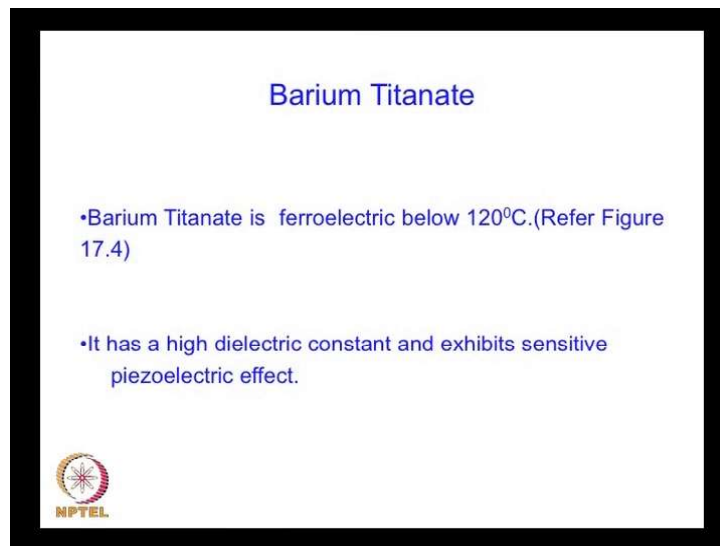 Barium Titanate
•Barium Titanate is ferroelectric below 120⁰C.(Refer Figure
17.4)
•It has a high dielectric constant and exhibits sensitive
piezoelectric effect.
NPTEL